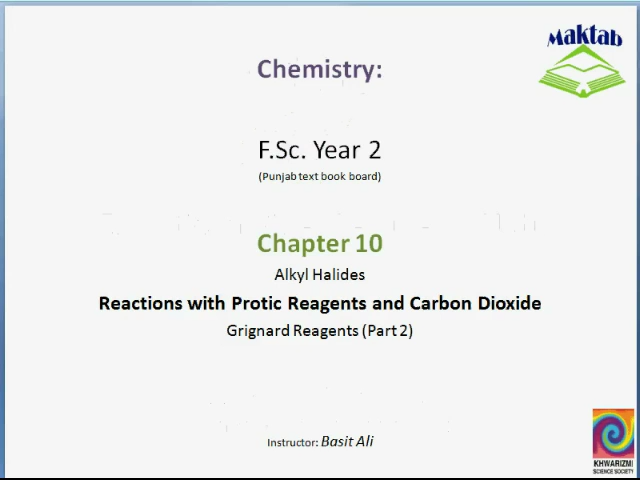 Maktab
Chemistry:
F.Sc. Year 2
(Punjab text book board)
Chapter 10
Alkyl Halides
Reactions with Protic Reagents and Carbon Dioxide
Grignard Reagents (Part 2)
Instructor: Basit Ali
KHWARIZMI
SCIENCE SOCIETY